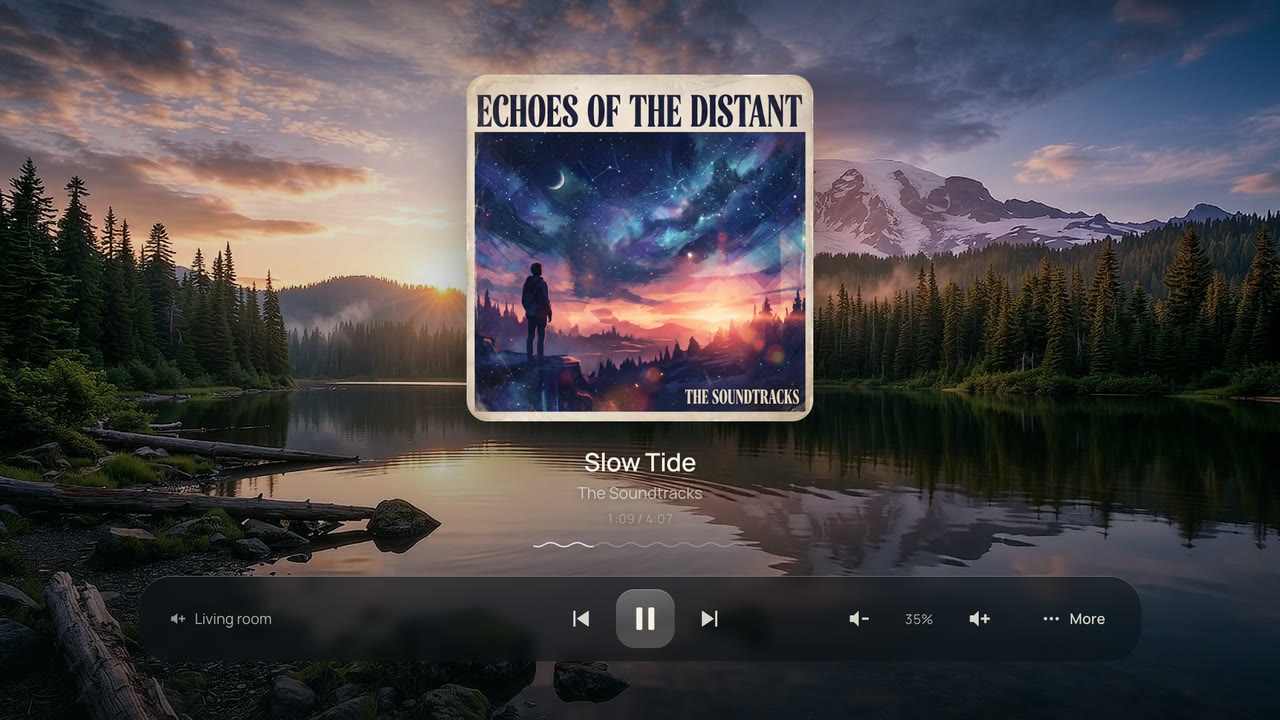 ECHOES OF THE DISTANT
THE SOUNDTRACKS
Slow Tide
The Soundtracks
1:09 / 4:07
Living room
35%
More